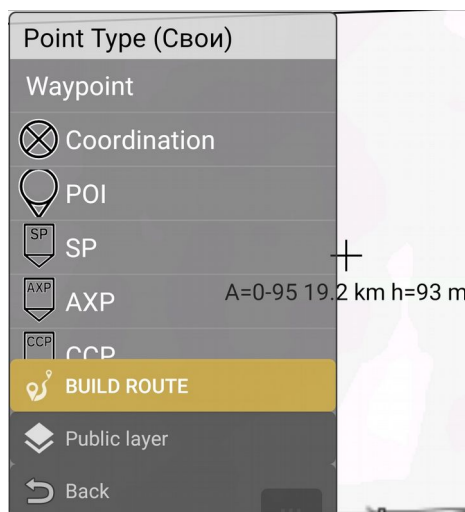 Point Type (Свои)
Waypoint
Coordination
POI
SP
SP
A=0-95 19.2 km h=93 m
AXP
AXP
CCP
CCP
BUILD ROUTE
Public layer
Back